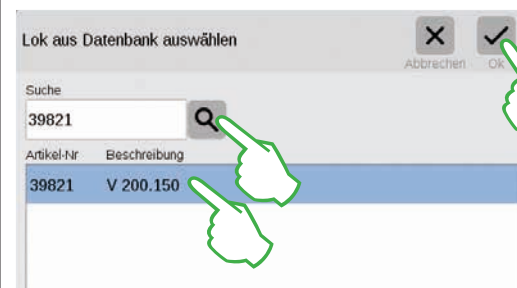 Lok aus Datenbank auswählen
Abbrechen Ok
Suche
39821
Artikel-Nr Beschreibung
39821 V 200.150